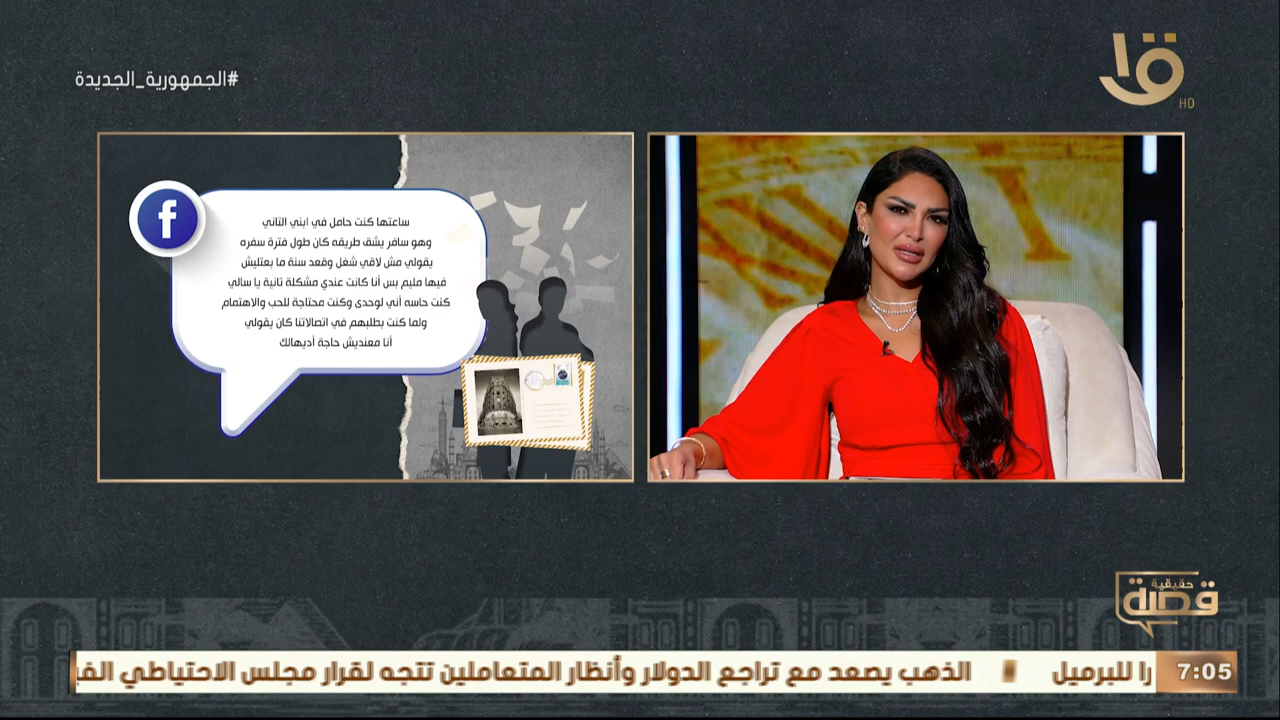 #الجمهورية_الجديدة
HD
f
ساعتها كنت حامل في ابني التاني
وهو سافر يشق طريقه كان طول فترة سفره
يقولي مش لاقي شغل وقعد سنة ما بعتليش
فيها مليم بس أنا كانت عندي مشكلة تانية يا سالي
كنت حاسه أني لوحدى وكنت محتاجة للحب والاهتمام
ولما كنت بطلبهم في اتصالاتنا كان يقولي
أنا معنديش حاجة أديهالك
قصة حقيقية
7:05 را للبرميل الذهب يصعد مع تراجع الدولار وأنظار المتعاملين تتجه لقرار مجلس الاحتياطي